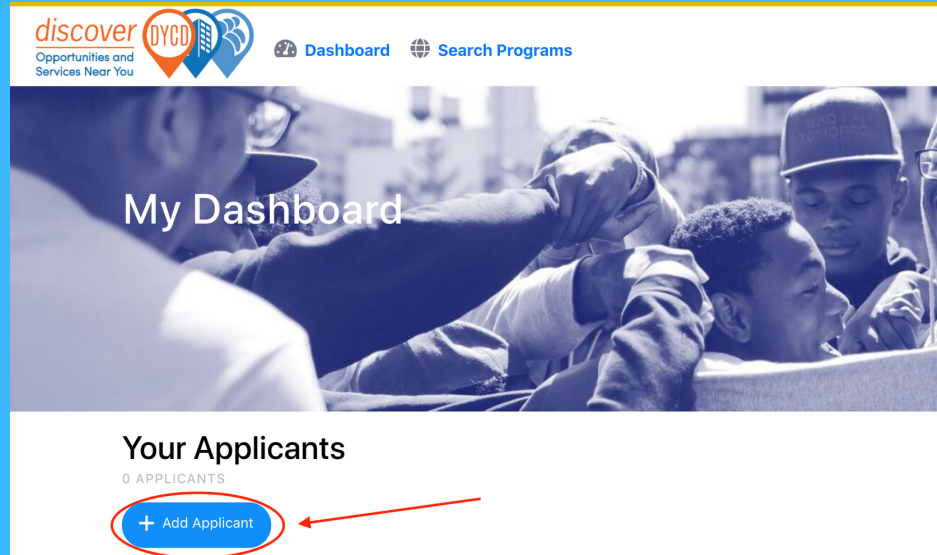 discover
DYCD
Opportunities and
Services Near You
Dashboard
Search Programs
My Dashboard
Your Applicants
0 APPLICANTS
+ Add Applicant